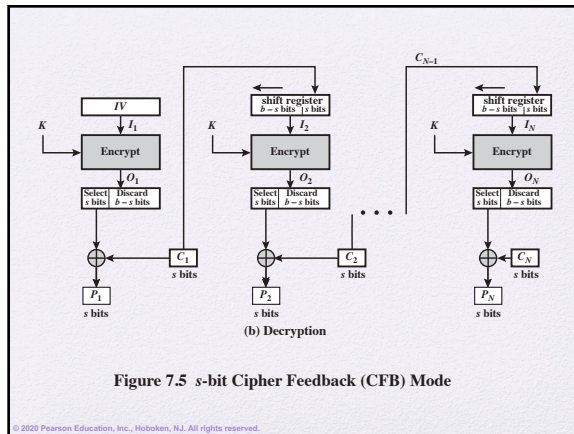 C_{N–1}
IV
shift register
b – s bits | s bits
shift register
b – s bits | s bits
K
I_1
K
I_2
K
I_N
Encrypt
Encrypt
Encrypt
O_1
O_2
O_N
Select s bits
Discard b – s bits
Select s bits
Discard b – s bits
Select s bits
Discard b – s bits
• • •
C_1
C_2
C_N
s bits
s bits
s bits
P_1
P_2
P_N
s bits
s bits
s bits
(b) Decryption
Figure 7.5 s-bit Cipher Feedback (CFB) Mode
© 2020 Pearson Education, Inc., Hoboken, NJ. All rights reserved.